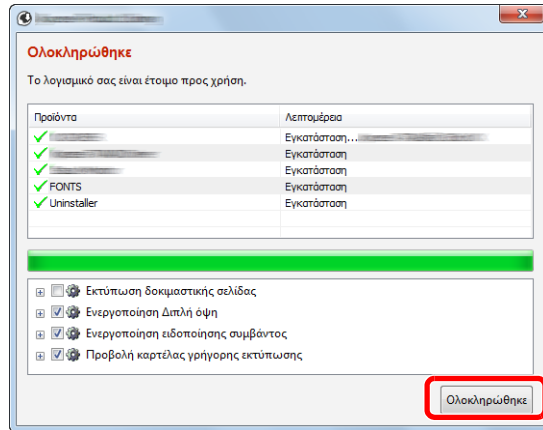 Ολοκληρώθηκε
Το λογισμικό σας είναι έτοιμο προς χρήση.
Προϊόντα Λεπτομέρεια
Εγκατάσταση...
Εγκατάσταση
Εγκατάσταση
FONTS Εγκατάσταση
Uninstaller Εγκατάσταση
Εκτύπωση δοκιμαστικής σελίδας
Ενεργοποίηση Διπλή όψη
Ενεργοποίηση ειδοποίησης συμβάντος
Προβολή καρτέλας γρήγορης εκτύπωσης
Ολοκληρώθηκε